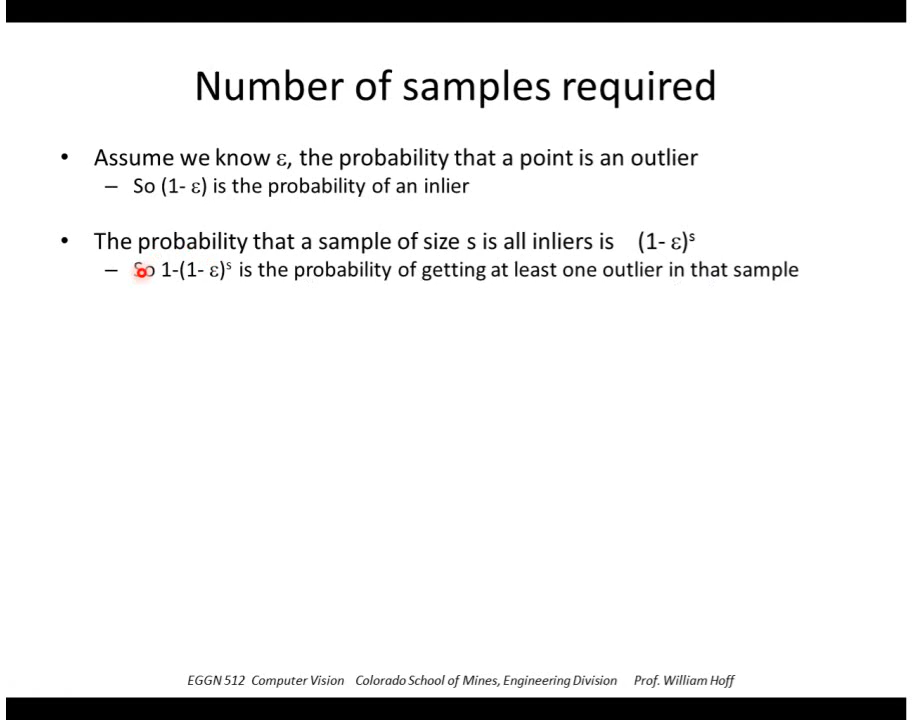 Number of samples required
• Assume we know ε, the probability that a point is an outlier
– So (1- ε) is the probability of an inlier
• The probability that a sample of size s is all inliers is (1- ε)ˢ
– So 1-(1- ε)ˢ is the probability of getting at least one outlier in that sample
EGGN 512 Computer Vision Colorado School of Mines, Engineering Division Prof. William Hoff